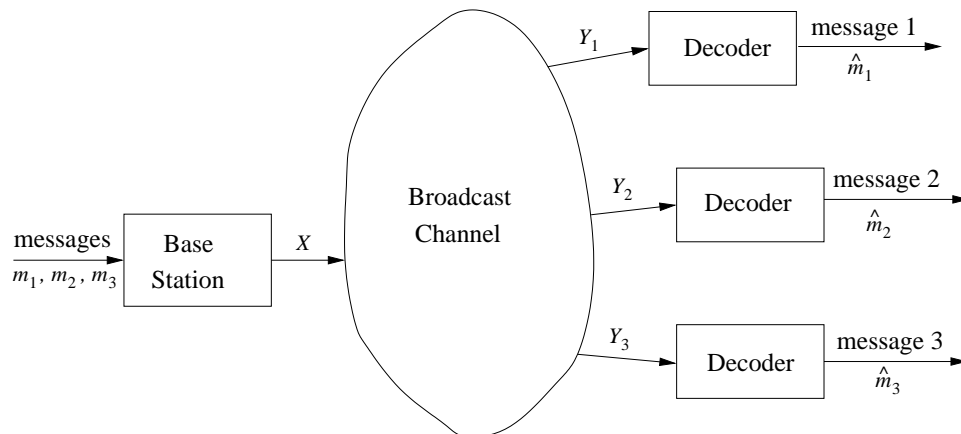 messages
m₁, m₂, m₃
Base
Station
X
Broadcast
Channel
Y₁
Decoder
message 1
m̂₁
Y₂
Decoder
message 2
m̂₂
Y₃
Decoder
message 3
m̂₃